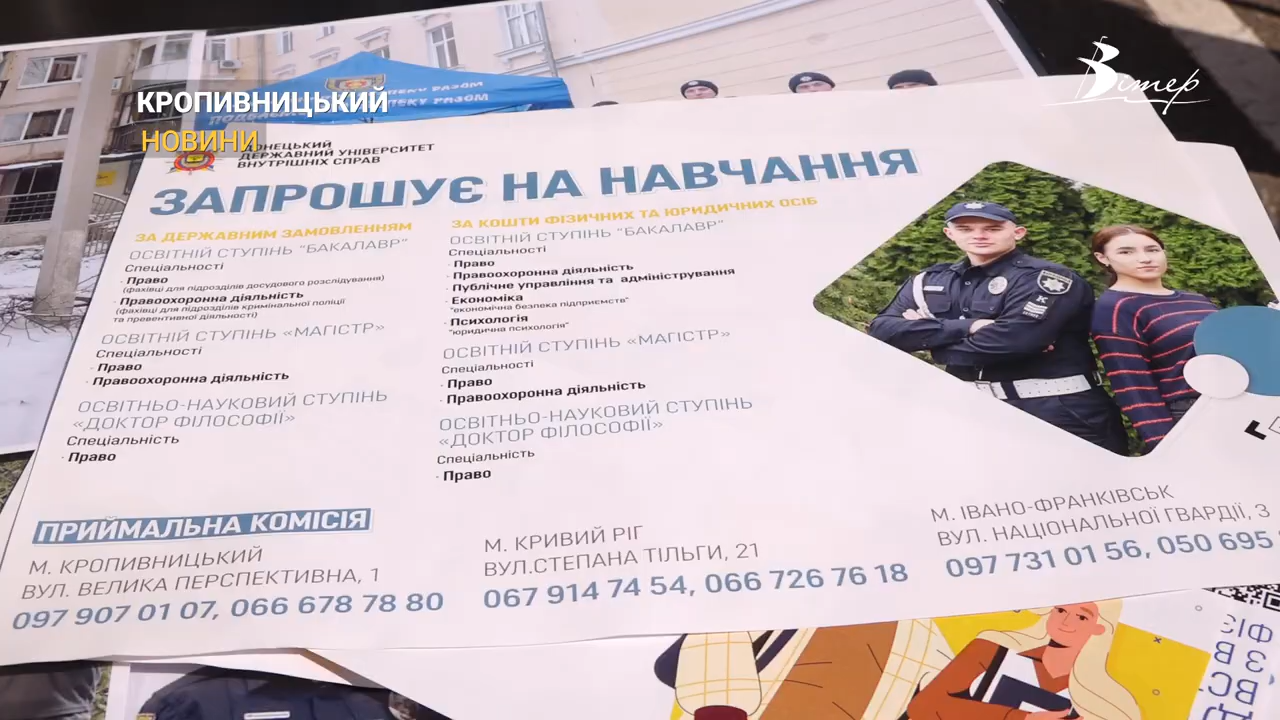 КРОПИВНИЦЬКИЙ
НОВИНИ
Вітер
ПЕКУ РАЗОМ
ПЕКУ РАЗОМ
ДЕРЖАВНИЙ УНІВЕРСИТЕТ
ВНУТРІШНІХ СПРАВ
ЗАПРОШУЄ НА НАВЧАННЯ
ЗА ДЕРЖАВНИМ ЗАМОВЛЕННЯМ
ОСВІТНІЙ СТУПІНЬ "БАКАЛАВР"
Спеціальності
· Право
(фахівці для підрозділів досудового розслідування)
· Правоохоронна діяльність
(фахівці для підрозділів кримінальної поліції
та превентивної діяльності)
ОСВІТНІЙ СТУПІНЬ «МАГІСТР»
Спеціальності
· Право
· Правоохоронна діяльність
ОСВІТНЬО-НАУКОВИЙ СТУПІНЬ
«ДОКТОР ФІЛОСОФІЇ»
Спеціальність
· Право
ЗА КОШТИ ФІЗИЧНИХ ТА ЮРИДИЧНИХ ОСІБ
ОСВІТНІЙ СТУПІНЬ "БАКАЛАВР"
Спеціальності
· Право
· Правоохоронна діяльність
· Публічне управління та адміністрування
· Економіка
"економічна безпека підприємств"
· Психологія
"юридична психологія"
ОСВІТНІЙ СТУПІНЬ «МАГІСТР»
Спеціальності
· Право
· Правоохоронна діяльність
ОСВІТНЬО-НАУКОВИЙ СТУПІНЬ
«ДОКТОР ФІЛОСОФІЇ»
Спеціальність
· Право
ПРИЙМАЛЬНА КОМІСІЯ
М. КРОПИВНИЦЬКИЙ
ВУЛ. ВЕЛИКА ПЕРСПЕКТИВНА, 1
097 907 01 07, 066 678 78 80
М. КРИВИЙ РІГ
ВУЛ.СТЕПАНА ТІЛЬГИ, 21
067 914 74 54, 066 726 76 18
М. ІВАНО-ФРАНКІВСЬК
ВУЛ. НАЦІОНАЛЬНОЇ ГВАРДІЇ, 3
097 731 01 56, 050 695